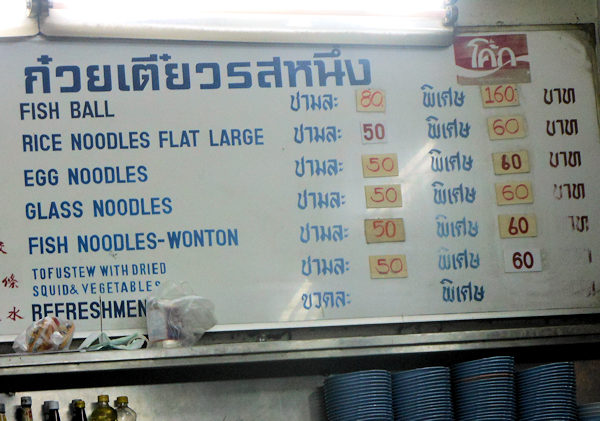 ก๋วยเตี๋ยวรสหนึ่ง
โค้ก
FISH BALL ชามละ 80 พิเศษ 160 บาท
RICE NOODLES FLAT LARGE ชามละ 50 พิเศษ 60 บาท
EGG NOODLES ชามละ 50 พิเศษ 60 บาท
GLASS NOODLES ชามละ 50 พิเศษ 60 บาท
FISH NOODLES-WONTON ชามละ 50 พิเศษ 60 บาท
條 TOFUSTEW WITH DRIED
SQUID & VEGETABLES ชามละ 50 พิเศษ 60
水 REFRESHMEN ขวดละ พิเศษ